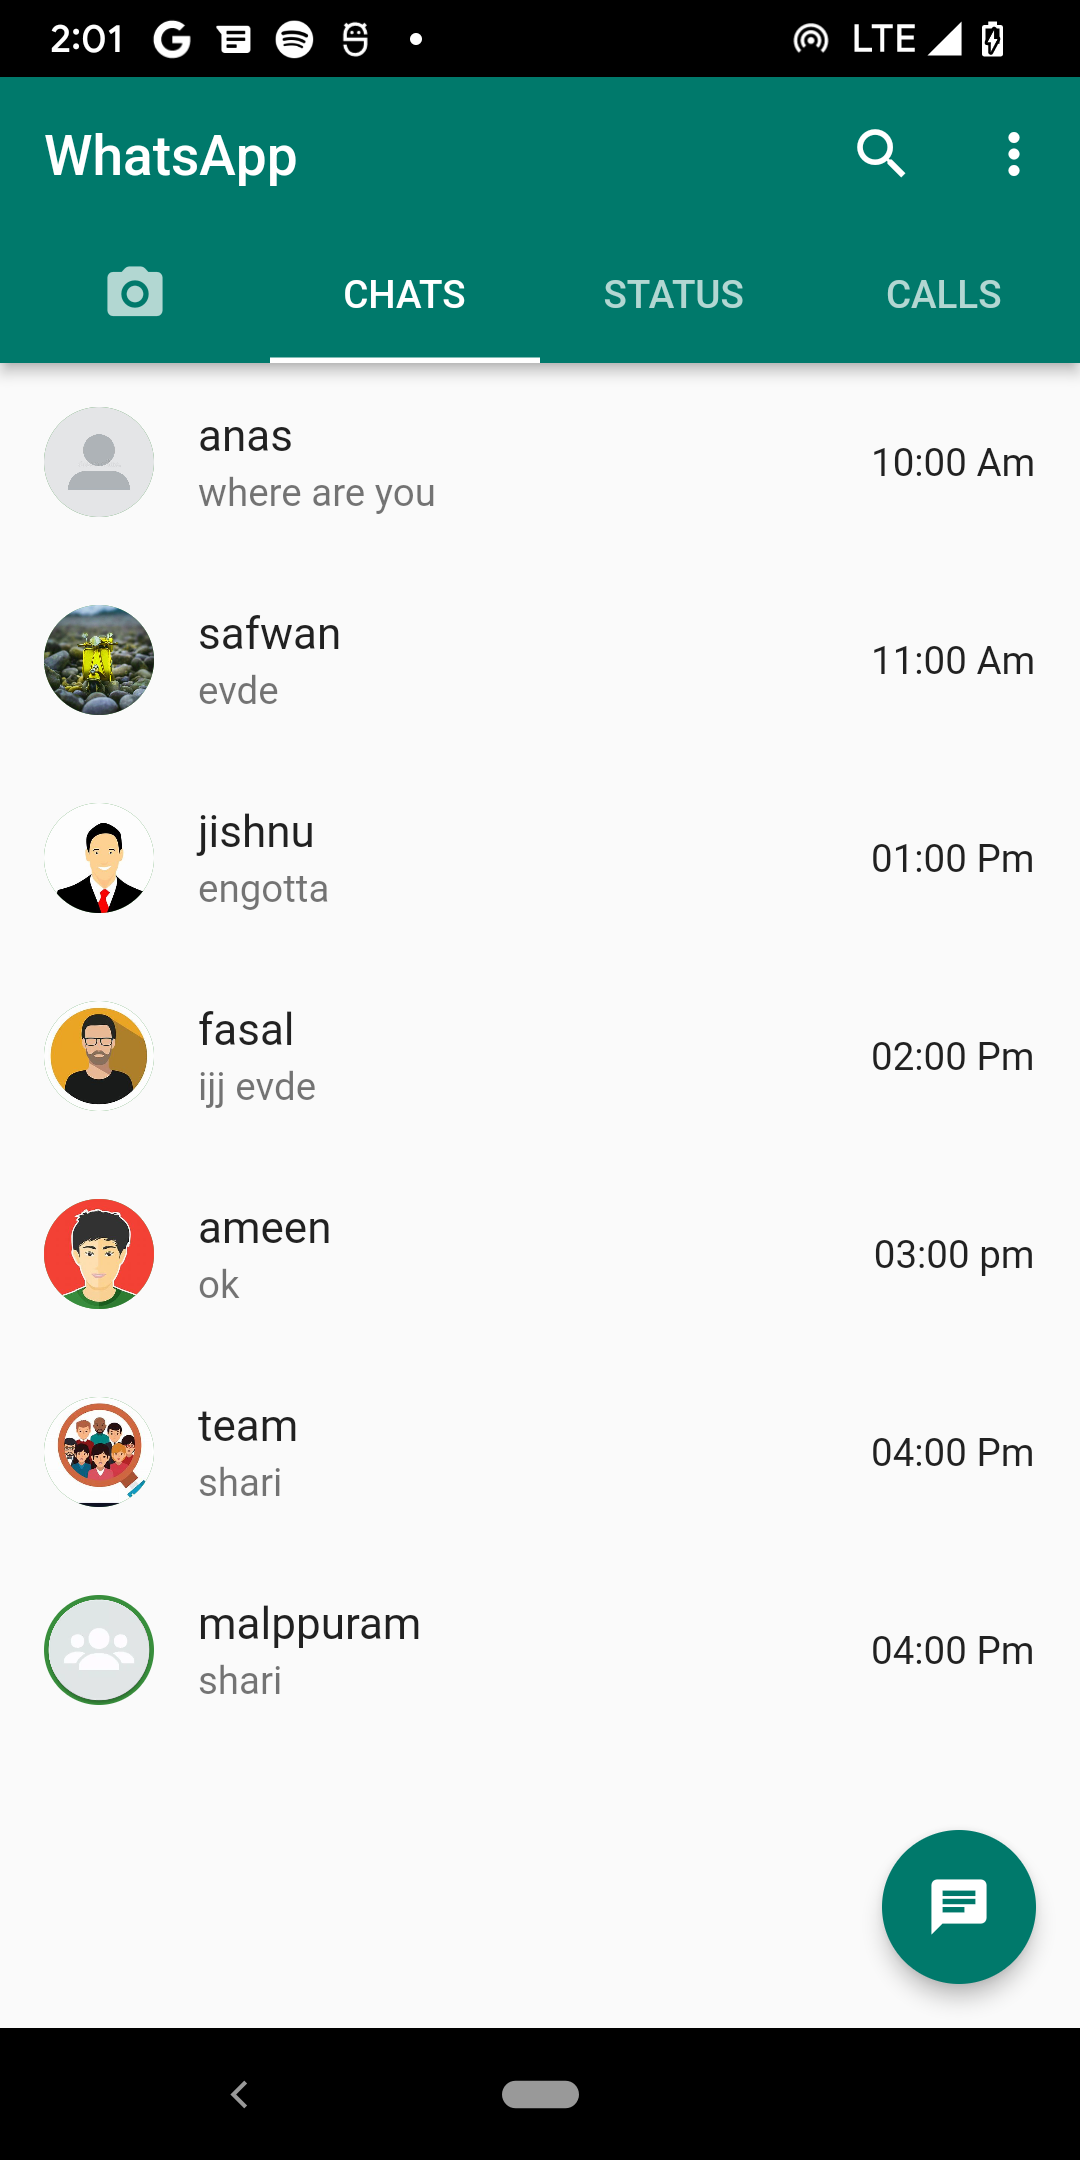 2:01 LTE
WhatsApp
CHATS STATUS CALLS
anas
where are you
10:00 Am
safwan
evde
11:00 Am
jishnu
engotta
01:00 Pm
fasal
ijj evde
02:00 Pm
ameen
ok
03:00 pm
team
shari
04:00 Pm
malppuram
shari
04:00 Pm